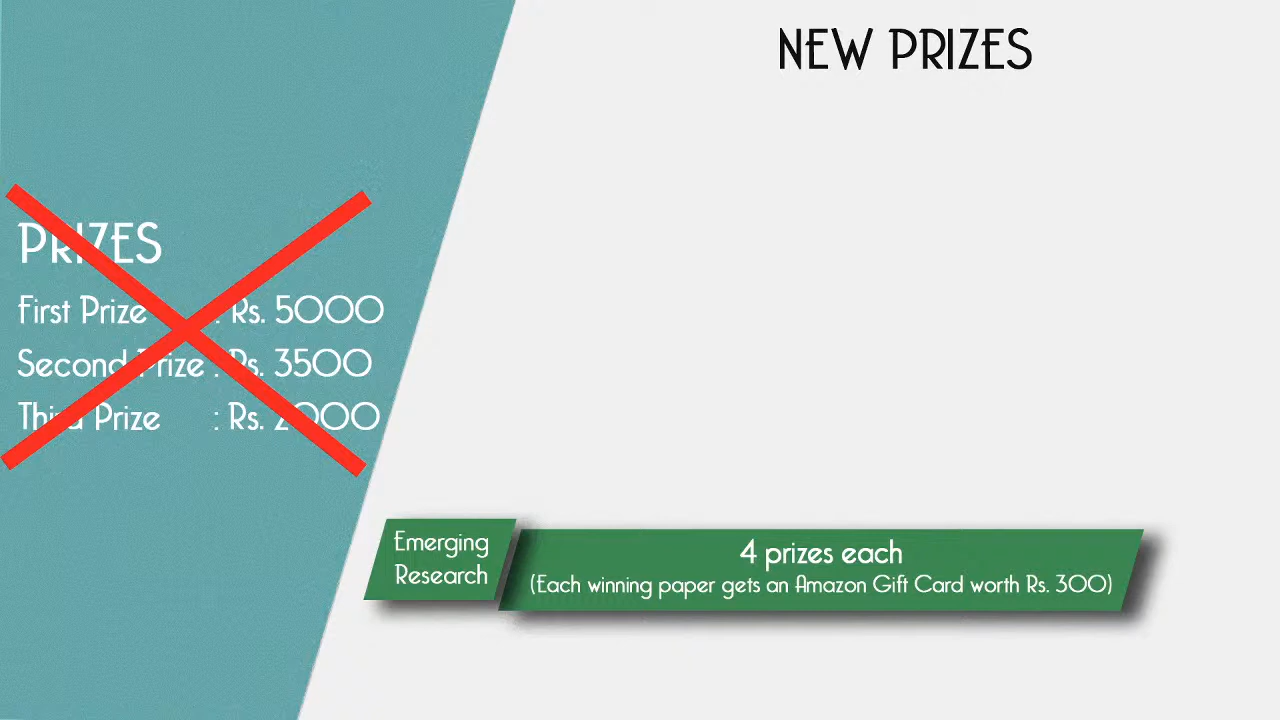 NEW PRIZES
PRIZES
First Prize : Rs. 5000
Second Prize : Rs. 3500
Third Prize : Rs. 2000
Emerging
Research
4 prizes each
(Each winning paper gets an Amazon Gift Card worth Rs. 300)